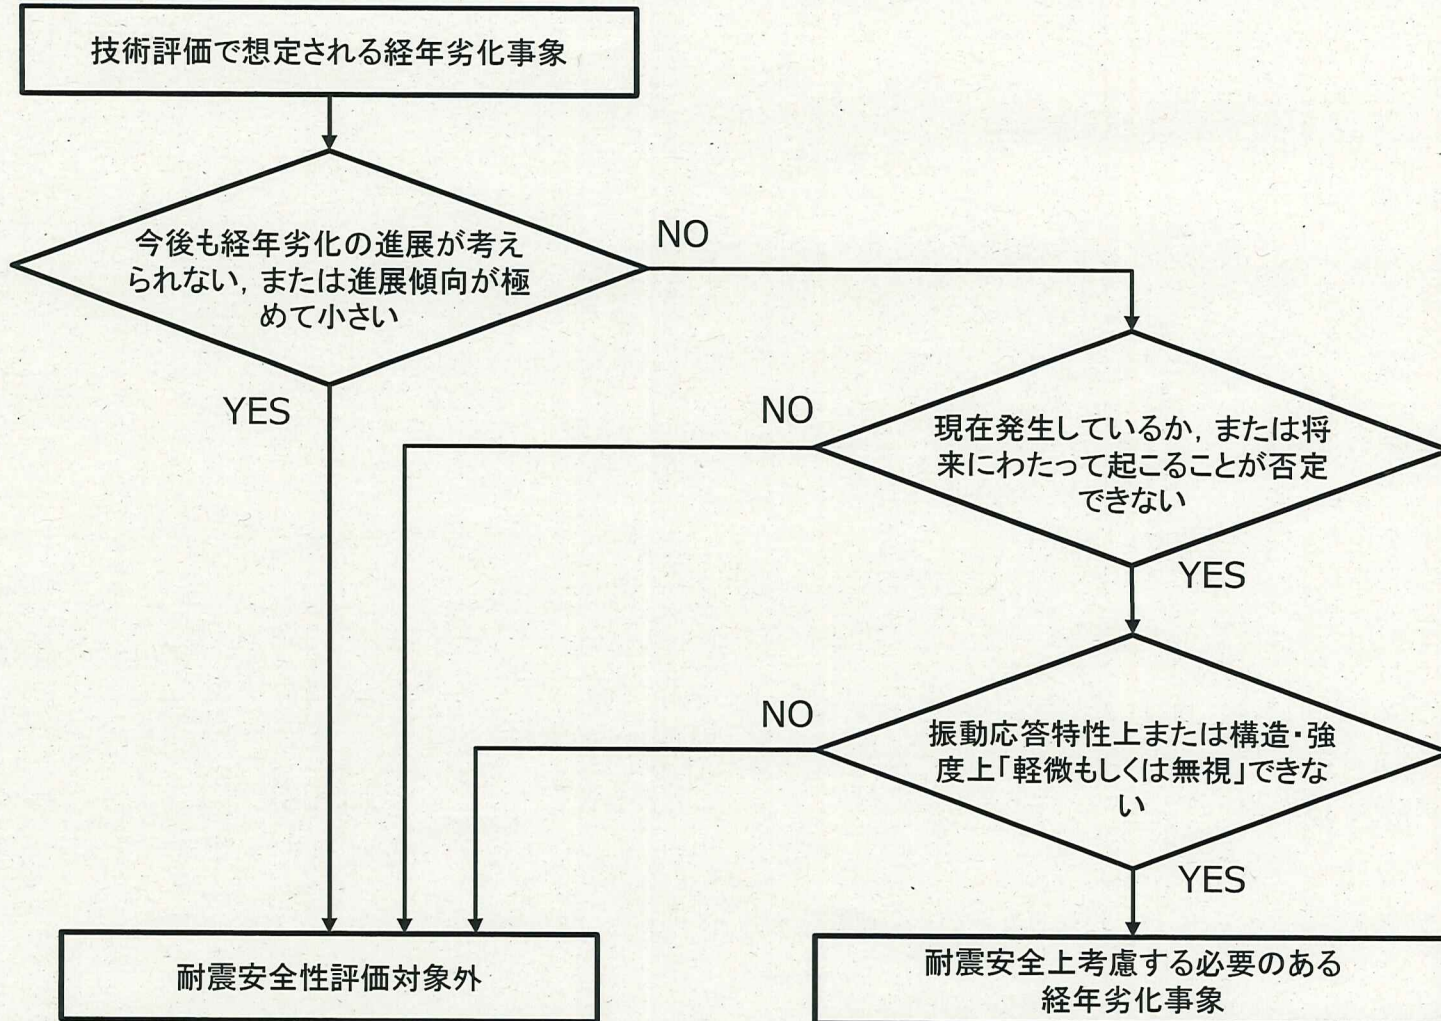 技術評価で想定される経年劣化事象
今後も経年劣化の進展が考え
られない，または進展傾向が極
めて小さい
NO
YES
NO
現在発生しているか，または将
来にわたって起こることが否定
できない
YES
NO
振動応答特性上または構造・強
度上「軽微もしくは無視」できな
い
YES
耐震安全性評価対象外
耐震安全上考慮する必要のある
経年劣化事象